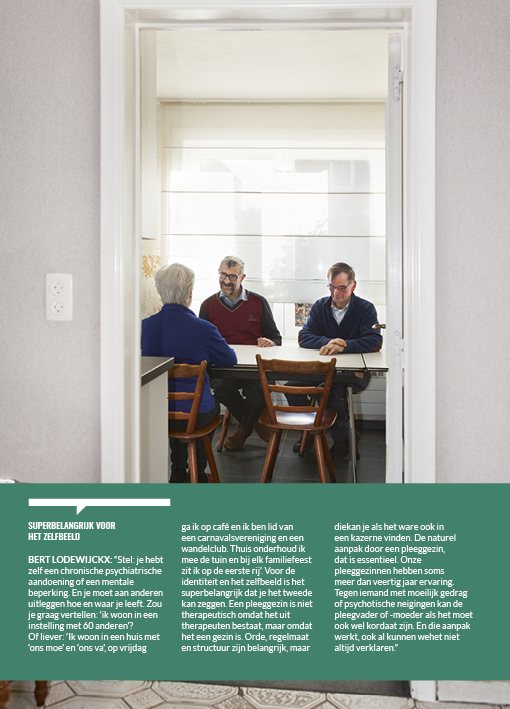 SUPERBELANGRIJK VOOR
HET ZELFBEELD
BERT LODEWIJCKX: “Stel: je hebt
zelf een chronische psychiatrische
aandoening of een mentale
beperking. En je moet aan anderen
uitleggen hoe en waar je leeft. Zou
je graag vertellen: ‘ik woon in een
instelling met 60 anderen’?
Of liever: ‘Ik woon in een huis met
‘ons moe’ en ‘ons va’, op vrijdag
ga ik op café en ik ben lid van
een carnavalsvereniging en een
wandelclub. Thuis onderhoud ik
mee de tuin en bij elk familiefeest
zit ik op de eerste rij’. Voor de
identiteit en het zelfbeeld is het
superbelangrijk dat je het tweede
kan zeggen. Een pleeggezin is niet
therapeutisch omdat het uit
therapeuten bestaat, maar omdat
het een gezin is. Orde, regelmaat
en structuur zijn belangrijk, maar
diekan je als het ware ook in
een kazerne vinden. De naturel
aanpak door een pleeggezin,
dat is essentieel. Onze
pleeggezinnen hebben soms
meer dan veertig jaar ervaring.
Tegen iemand met moeilijk gedrag
of psychotische neigingen kan de
pleegvader of -moeder als het moet
ook wel kordaat zijn. En die aanpak
werkt, ook al kunnen wehet niet
altijd verklaren.”